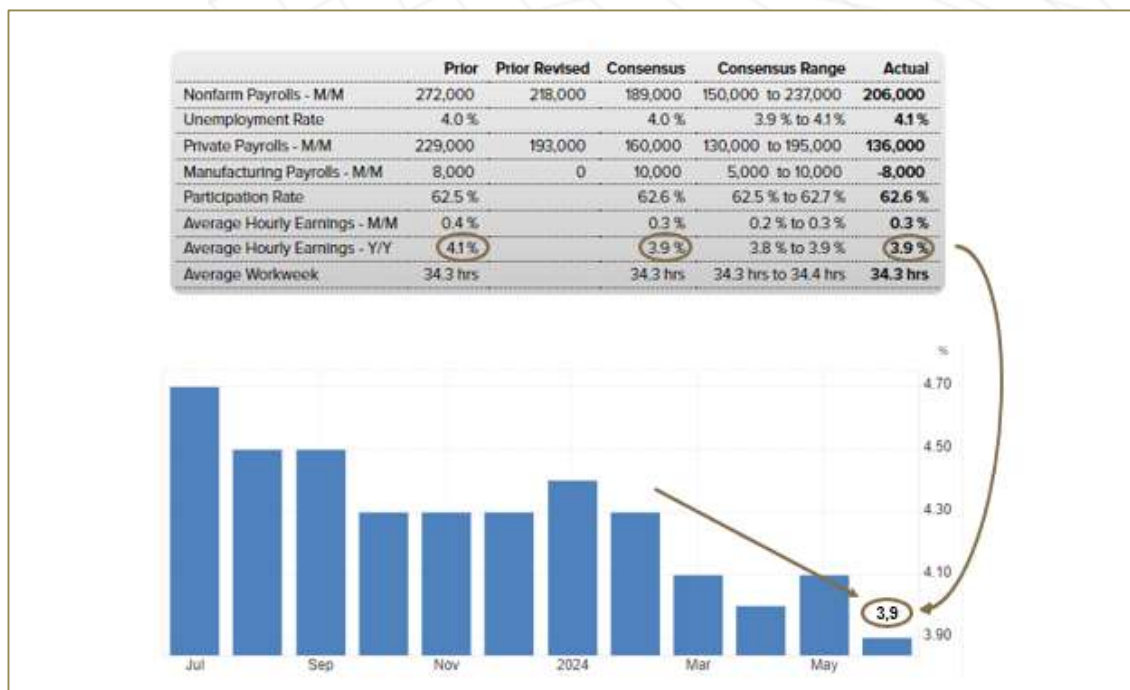 Prior Prior Revised Consensus Consensus Range Actual
Nonfarm Payrolls - M/M 272,000 218,000 189,000 150,000 to 237,000 206,000
Unemployment Rate 4.0 % 4.0 % 3.9 % to 4.1 % 4.1 %
Private Payrolls - M/M 229,000 193,000 160,000 130,000 to 195,000 136,000
Manufacturing Payrolls - M/M 8,000 0 10,000 5,000 to 10,000 -8,000
Participation Rate 62.5 % 62.6 % 62.5 % to 62.7 % 62.6 %
Average Hourly Earnings - M/M 0.4 % 0.3 % 0.2 % to 0.3 % 0.3 %
Average Hourly Earnings - Y/Y 4.1 % 3.9 % 3.8 % to 3.9 % 3.9 %
Average Workweek 34.3 hrs 34.3 hrs 34.3 hrs to 34.4 hrs 34.3 hrs
%
4.70
4.50
4.30
4.10
3,9
3.90
Jul Sep Nov 2024 Mar May